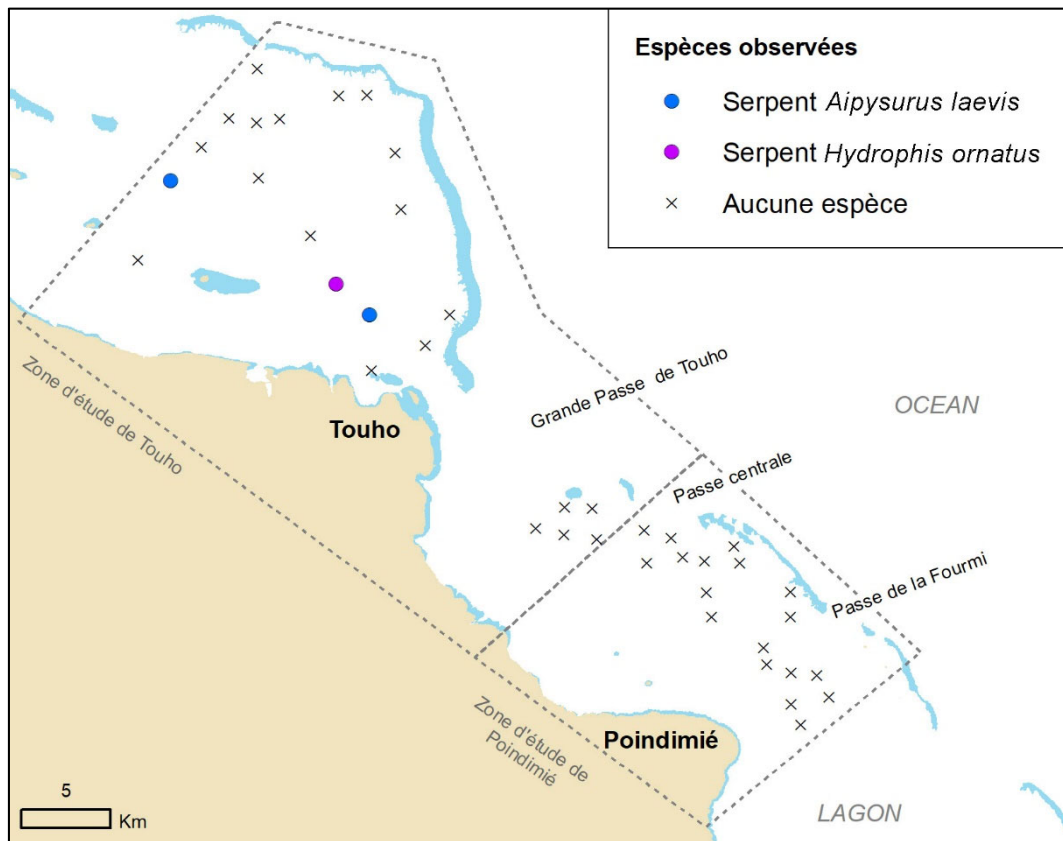 Espèces observées
Serpent Aipysurus laevis
Serpent Hydrophis ornatus
Aucune espèce
Grande Passe de Touho
OCEAN
Zone d'étude de Touho
Touho
Passe centrale
Passe de la Fourmi
Zone d'étude de
Poindimié
Poindimié
5
Km
LAGON